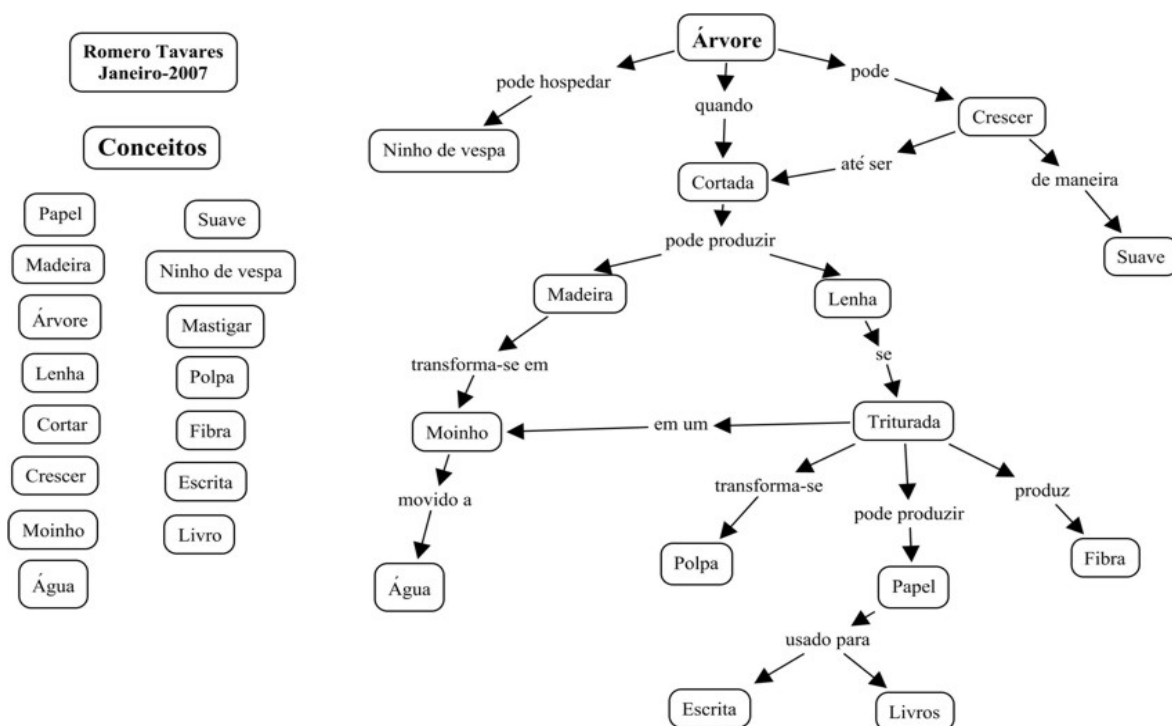 Romero Tavares
Janeiro-2007
Conceitos
Papel
Madeira
Árvore
Lenha
Cortar
Crescer
Moinho
Água
Suave
Ninho de vespa
Mastigar
Polpa
Fibra
Escrita
Livro
Árvore
pode hospedar
quando
pode
Ninho de vespa
Crescer
Cortada
até ser
de maneira
Suave
pode produzir
Madeira
Lenha
transforma-se em
se
Moinho
em um
Triturada
movido a
Água
transforma-se
pode produzir
produz
Polpa
Papel
Fibra
usado para
Escrita
Livros